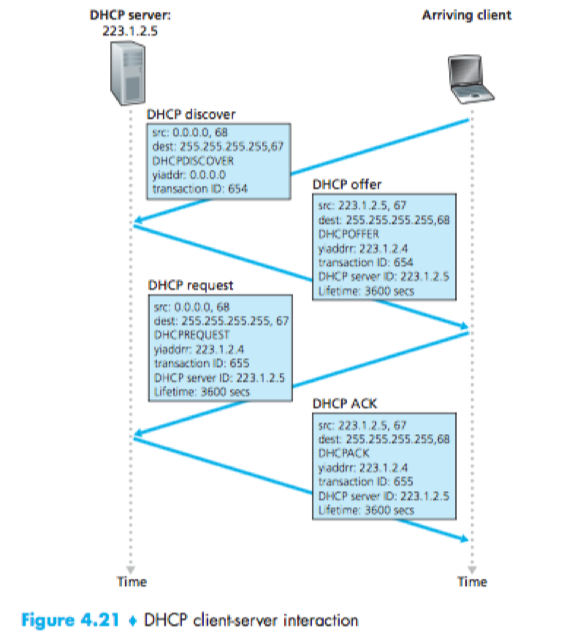 DHCP server:
223.1.2.5
Arriving client
DHCP discover
src: 0.0.0.0, 68
dest: 255.255.255.255,67
DHCPDISCOVER
yiaddr: 0.0.0.0
transaction ID: 654
DHCP offer
src: 223.1.2.5, 67
dest: 255.255.255.255,68
DHCPOFFER
yiaddrr: 223.1.2.4
transaction ID: 654
DHCP server ID: 223.1.2.5
Lifetime: 3600 secs
DHCP request
src: 0.0.0.0, 68
dest: 255.255.255.255, 67
DHCPREQUEST
yiaddrr: 223.1.2.4
transaction ID: 655
DHCP server ID: 223.1.2.5
Lifetime: 3600 secs
DHCP ACK
src: 223.1.2.5, 67
dest: 255.255.255.255,68
DHCPACK
yiaddrr: 223.1.2.4
transaction ID: 655
DHCP server ID: 223.1.2.5
Lifetime: 3600 secs
Time
Time
Figure 4.21 ♦ DHCP client-server interaction